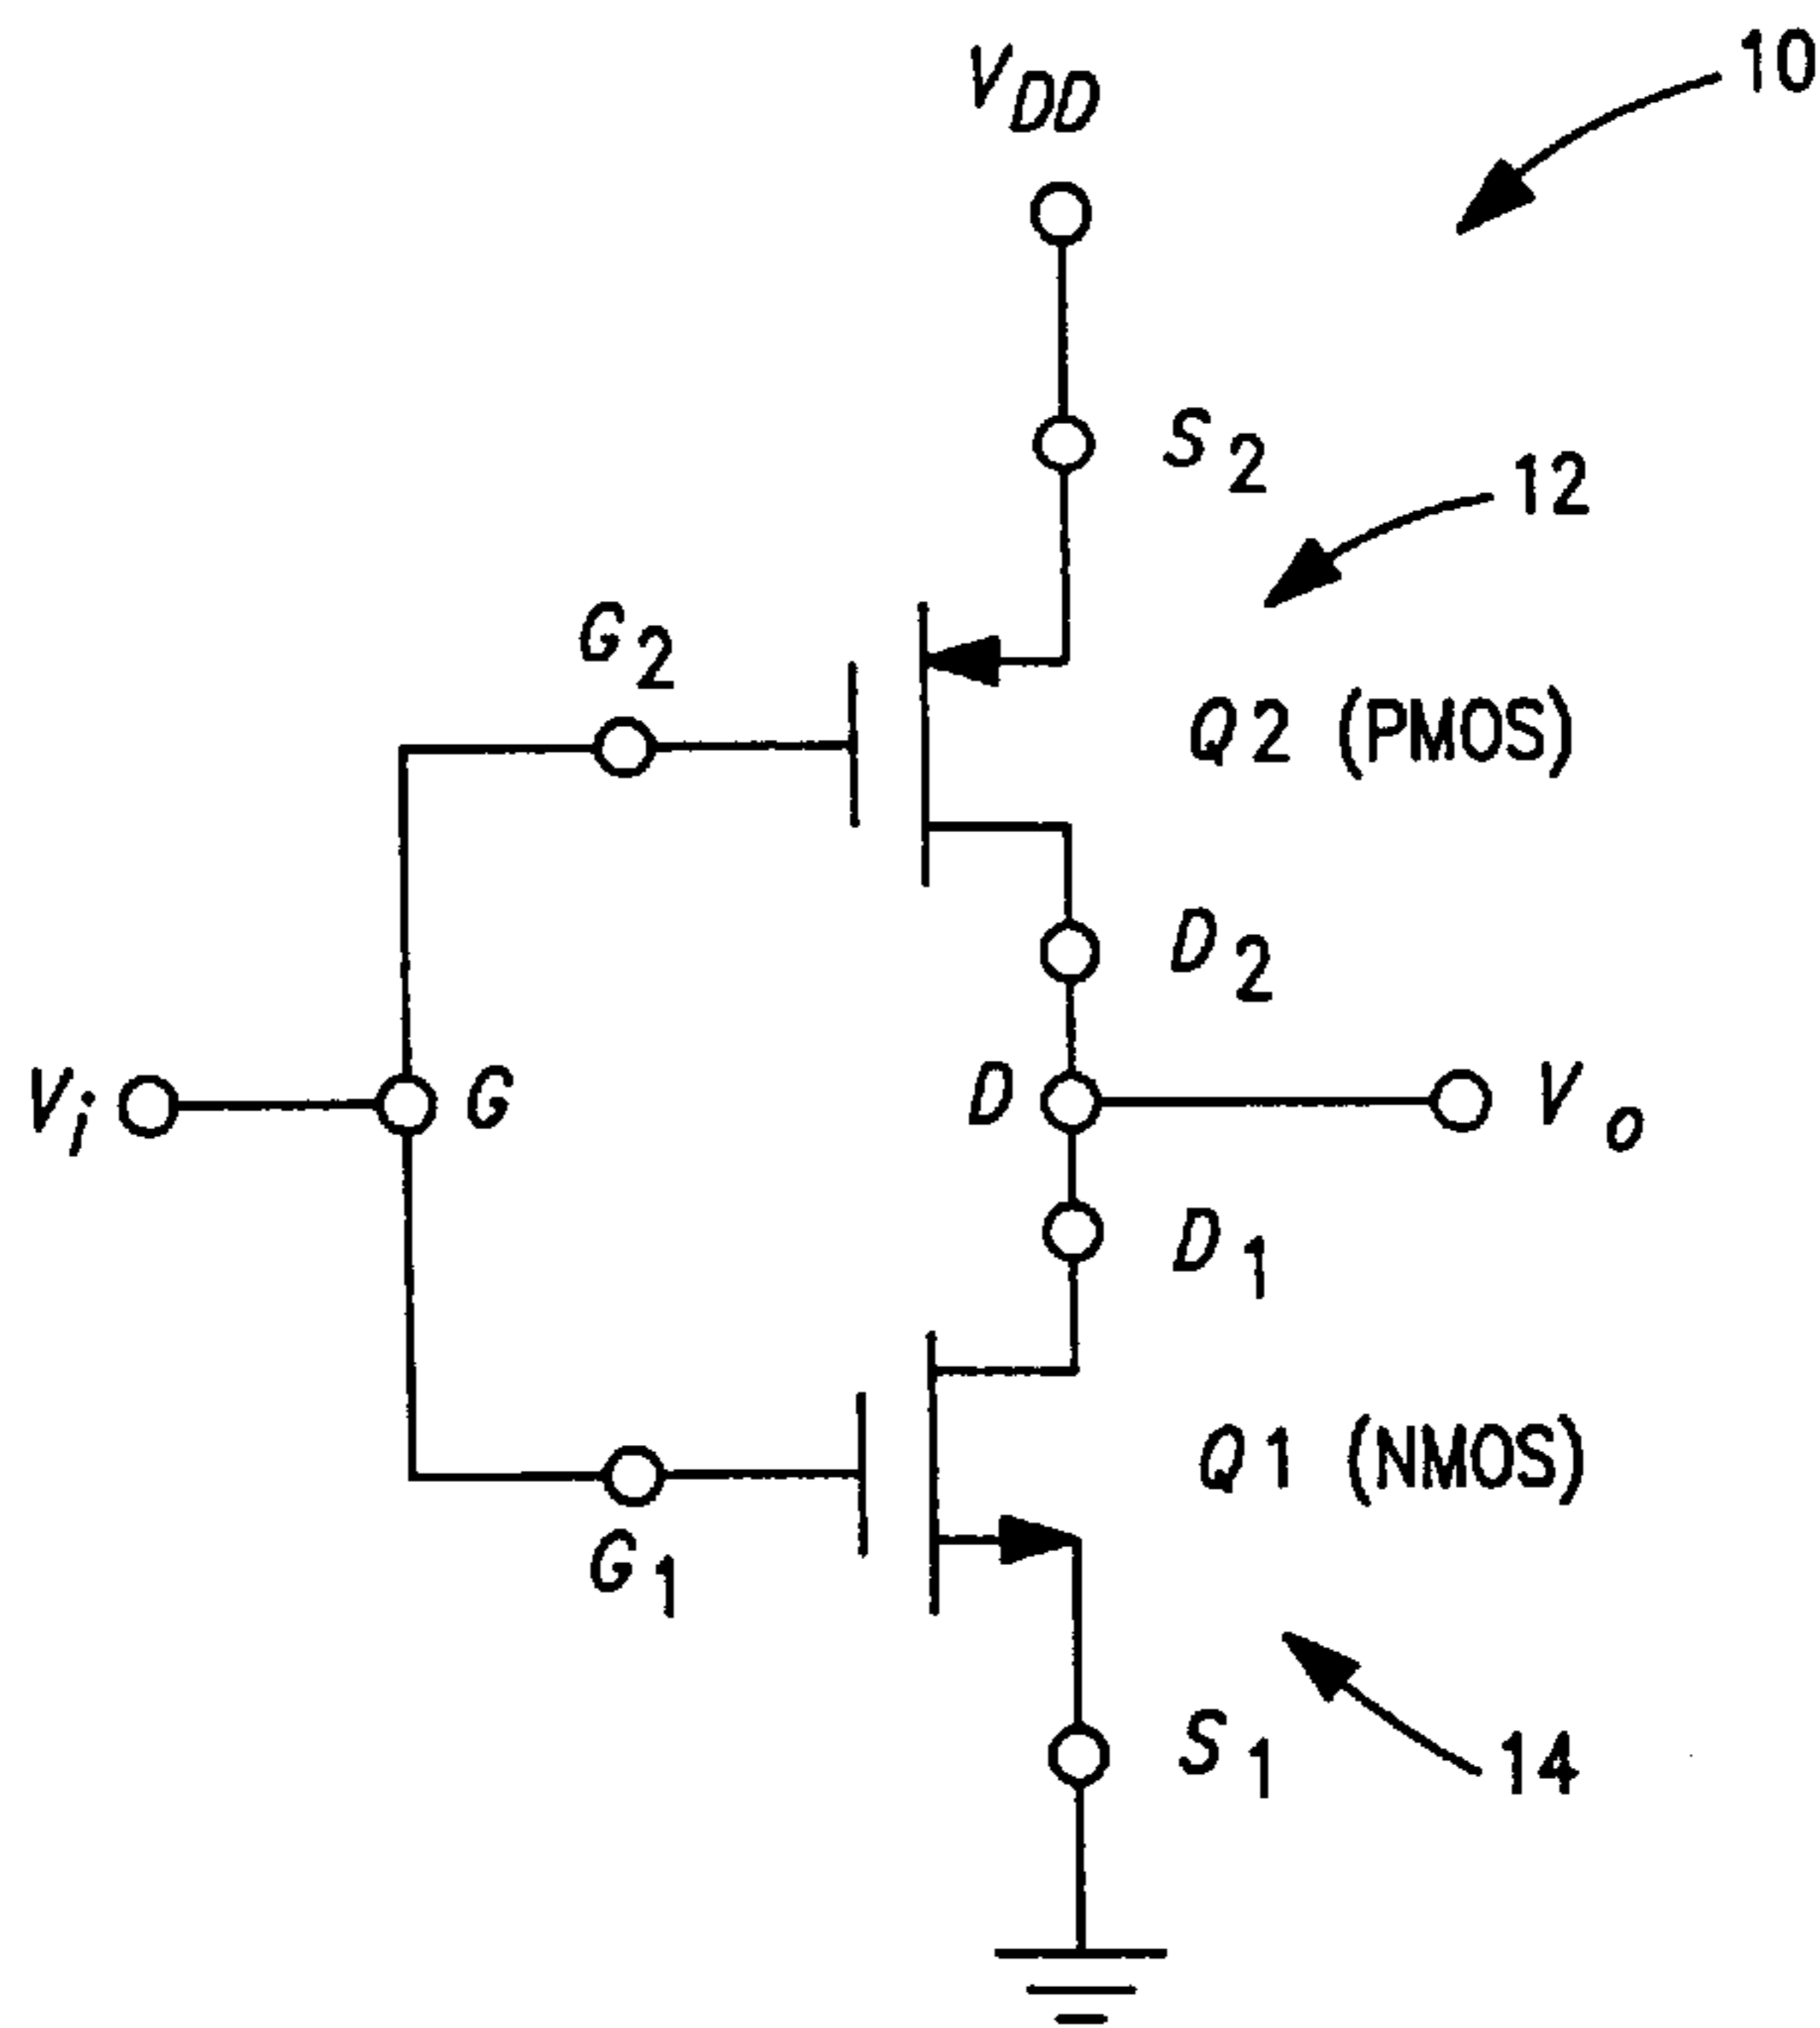 10
VDD
S2
12
G2
Q2 (PMOS)
D2
Vi
G
D
Vo
D1
Q1 (NMOS)
G1
S1
14